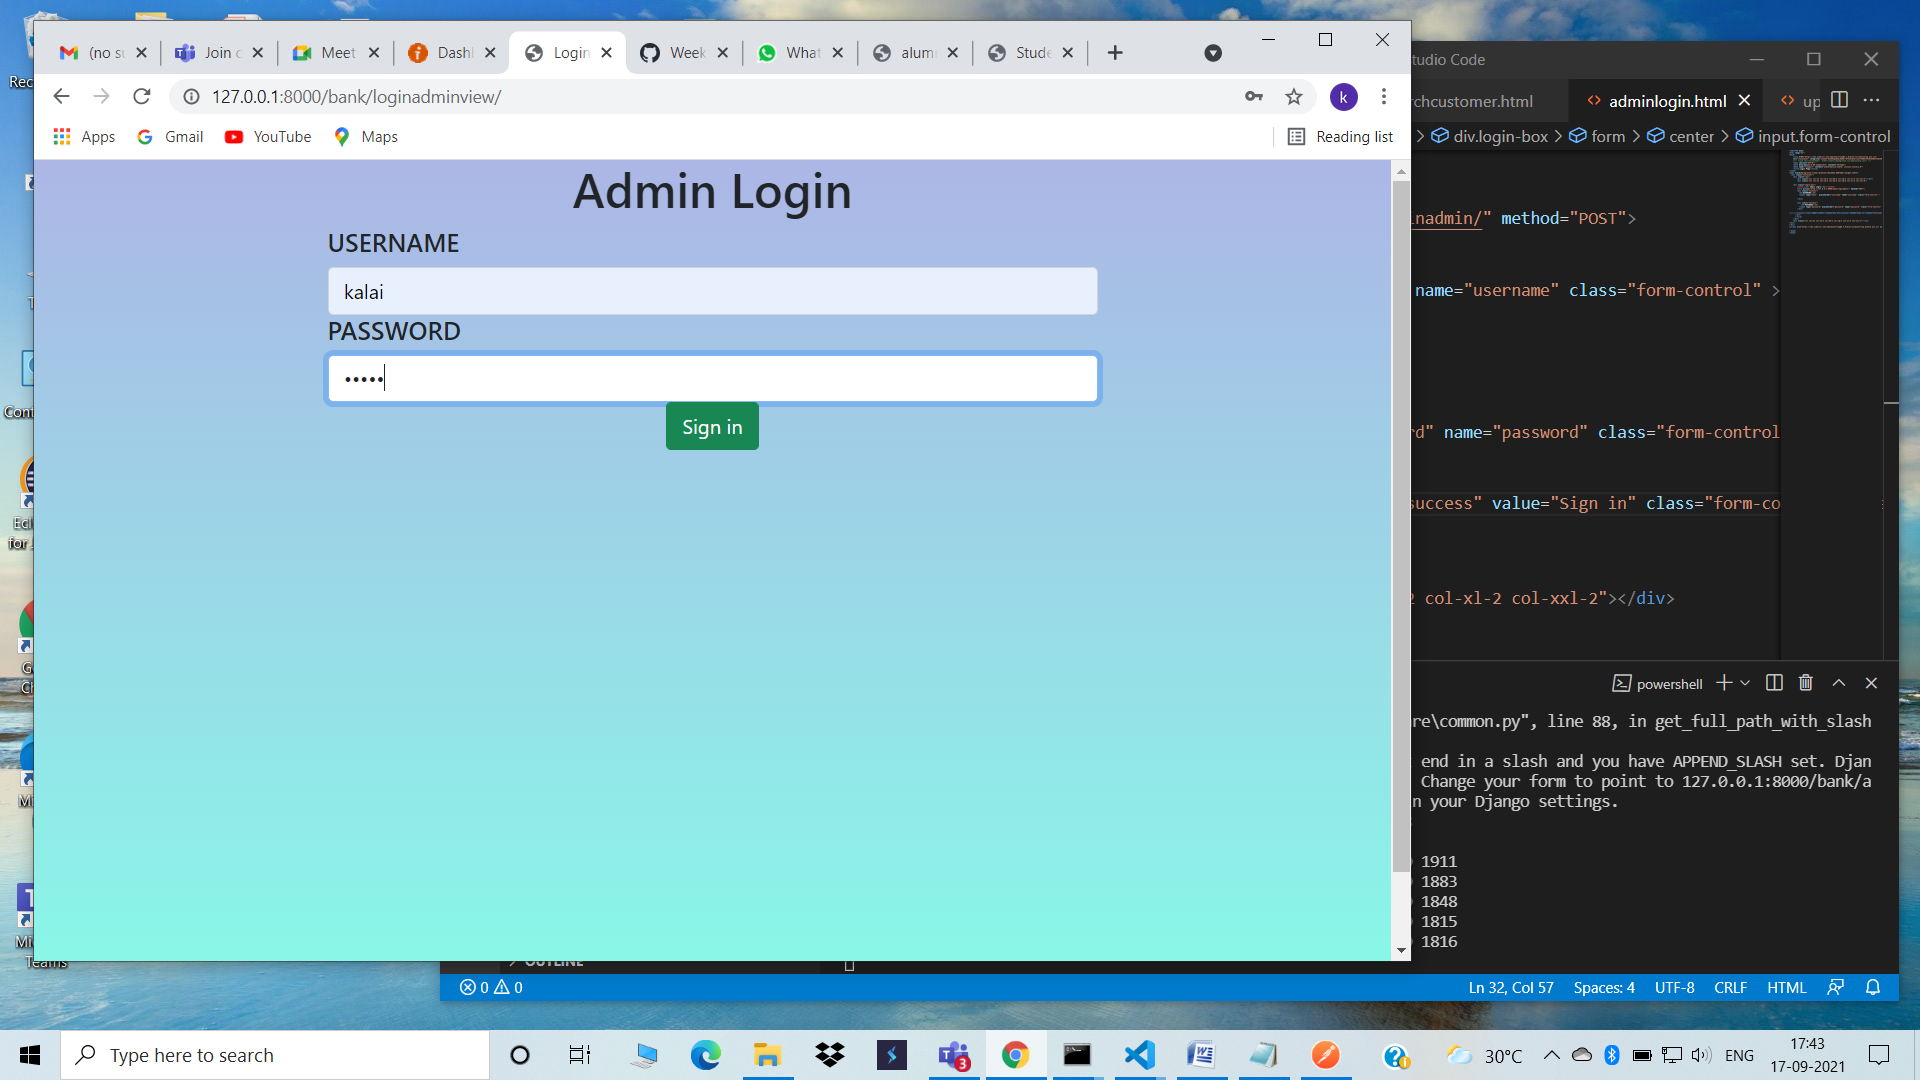 (no su
Join c
Meet
Dashl
Login
Week
What
alum
Stude
127.0.0.1:8000/bank/loginadminview/
k
Apps
Gmail
YouTube
Maps
Reading list
Admin Login
USERNAME
kalai
PASSWORD
•••••
Sign in
tudio Code
rchcustomer.html
adminlogin.html
up
div.login-box
form
center
input.form-control
inadmin/" method="POST">
name="username" class="form-control" >
rd" name="password" class="form-control
success" value="Sign in" class="form-co
2 col-xl-2 col-xxl-2"></div>
powershell
re\common.py", line 88, in get_full_path_with_slash
end in a slash and you have APPEND_SLASH set. Djan
Change your form to point to 127.0.0.1:8000/bank/a
n your Django settings.
1911
1883
1848
1815
1816
OUTLINE
0 0
Ln 32, Col 57
Spaces: 4
UTF-8
CRLF
HTML
Rec
Cont
Ecl
for J
G
Ch
Mi
Mi
Teams
Type here to search
3
30°C
ENG
17:43
17-09-2021